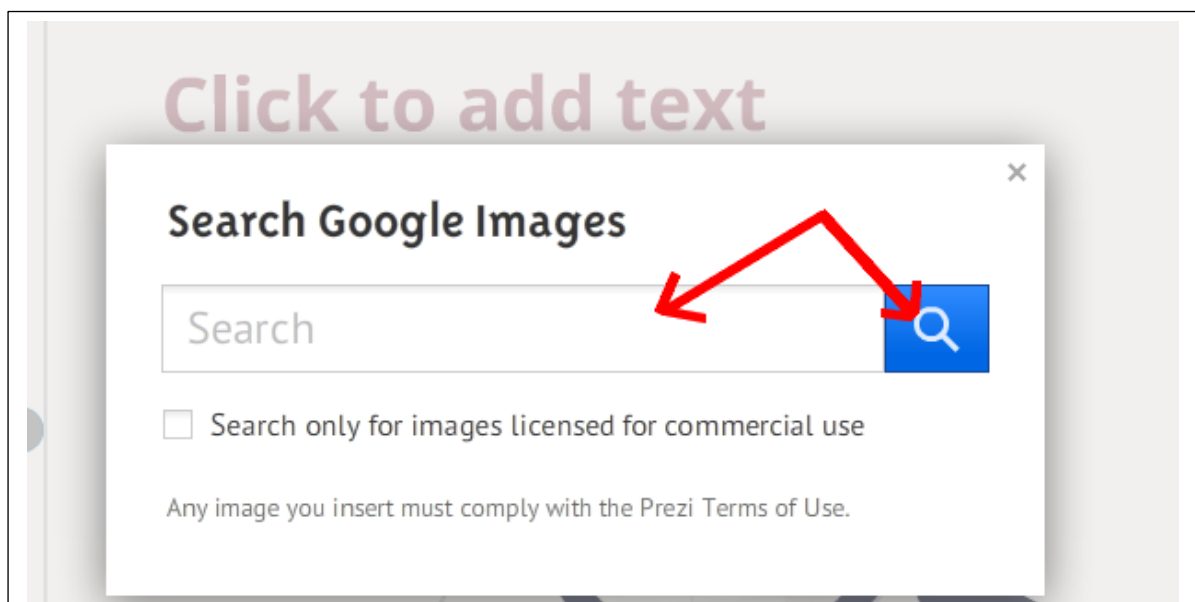 Click to add text
Search Google Images
Search
Search only for images licensed for commercial use
Any image you insert must comply with the Prezi Terms of Use.